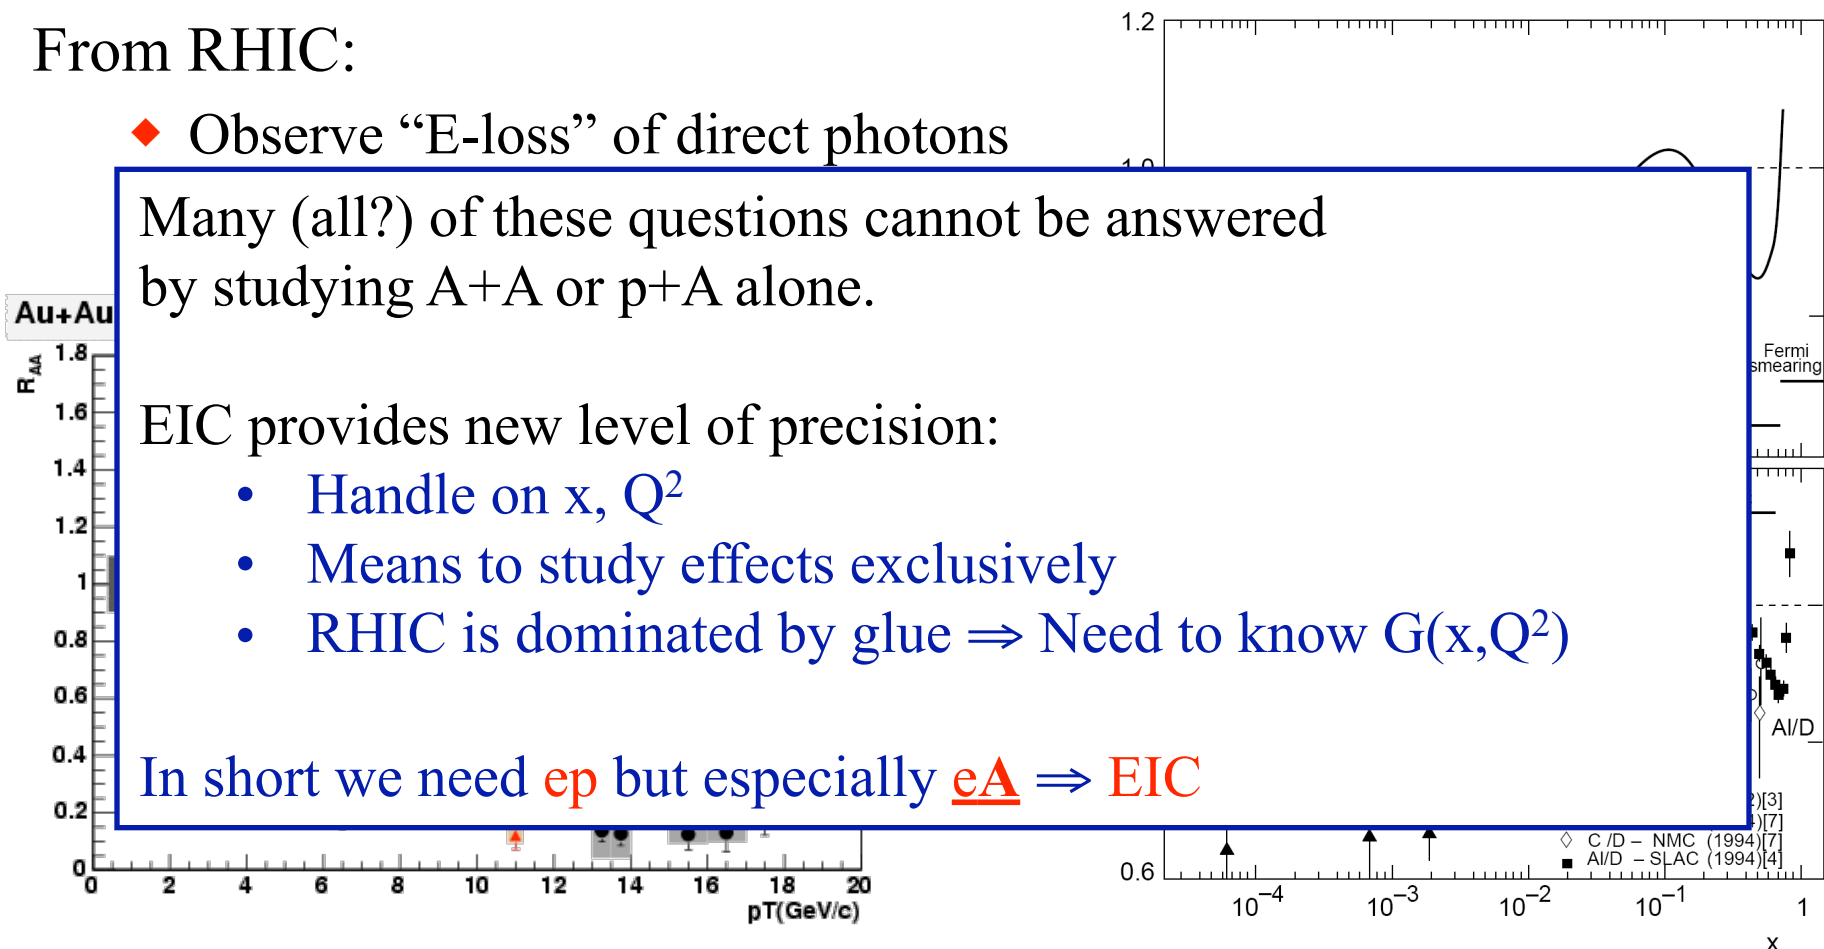 From RHIC:
◆ Observe “E-loss” of direct photons
Many (all?) of these questions cannot be answered
by studying A+A or p+A alone.
EIC provides new level of precision:
• Handle on x, Q²
• Means to study effects exclusively
• RHIC is dominated by glue ⇒ Need to know G(x,Q²)
In short we need ep but especially eA ⇒ EIC
Au+Au
R_AA
1.8
1.6
1.4
1.2
1
0.8
0.6
0.4
0.2
0
0 2 4 6 8 10 12 14 16 18 20
pT(GeV/c)
1.2
Fermi
smearing
Al/D
)[3]
)[7]
◇ C /D – NMC (1994)[7]
■ Al/D – SLAC (1994)[4]
0.6
10⁻⁴ 10⁻³ 10⁻² 10⁻¹ 1
x